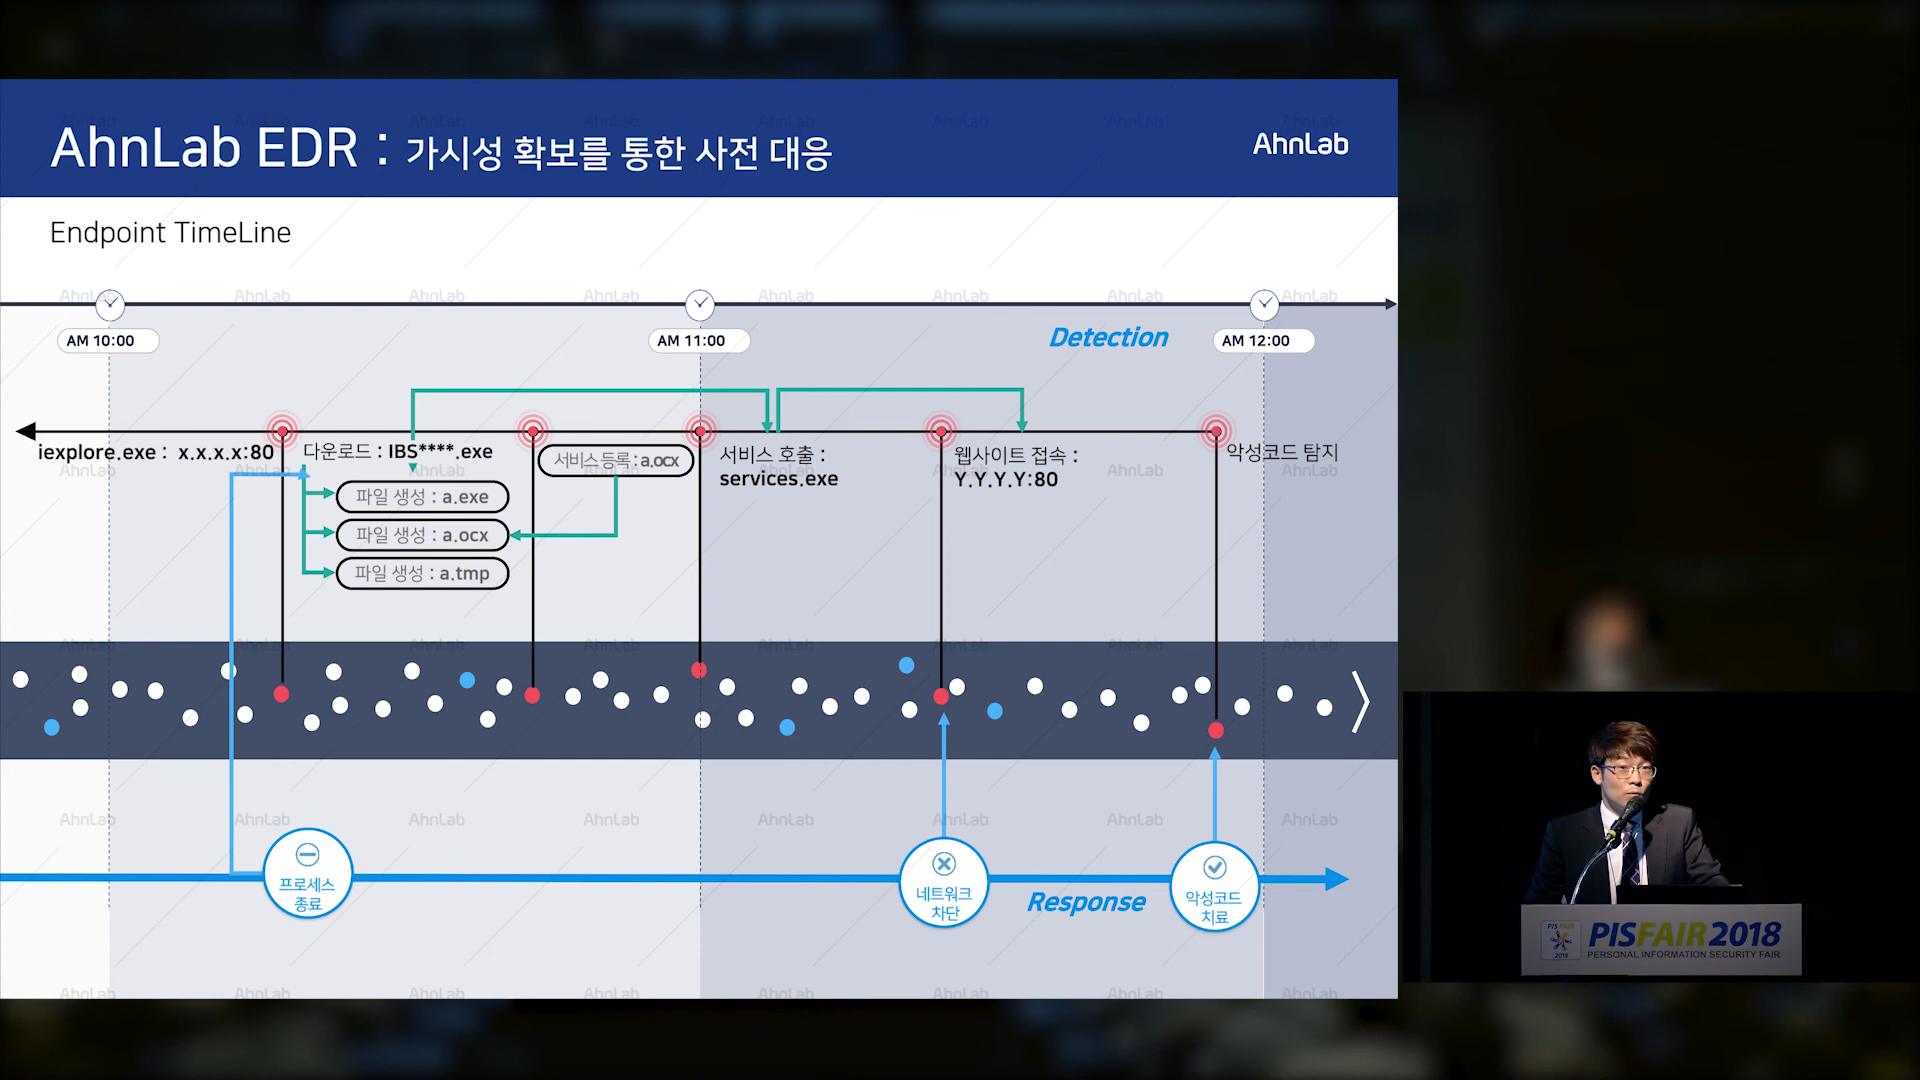 AhnLab EDR : 가시성 확보를 통한 사전 대응
AhnLab
Endpoint TimeLine
AM 10:00
AM 11:00
AM 12:00
Detection
iexplore.exe : x.x.x.x:80
다운로드 : IBS****.exe
서비스 등록 : a.ocx
서비스 호출 :
services.exe
웹사이트 접속 :
Y.Y.Y.Y:80
악성코드 탐지
파일 생성 : a.exe
파일 생성 : a.ocx
파일 생성 : a.tmp
프로세스
종료
네트워크
차단
Response
악성코드
치료
PIS FAIR
2018
PISFAIR 2018
PERSONAL INFORMATION SECURITY FAIR